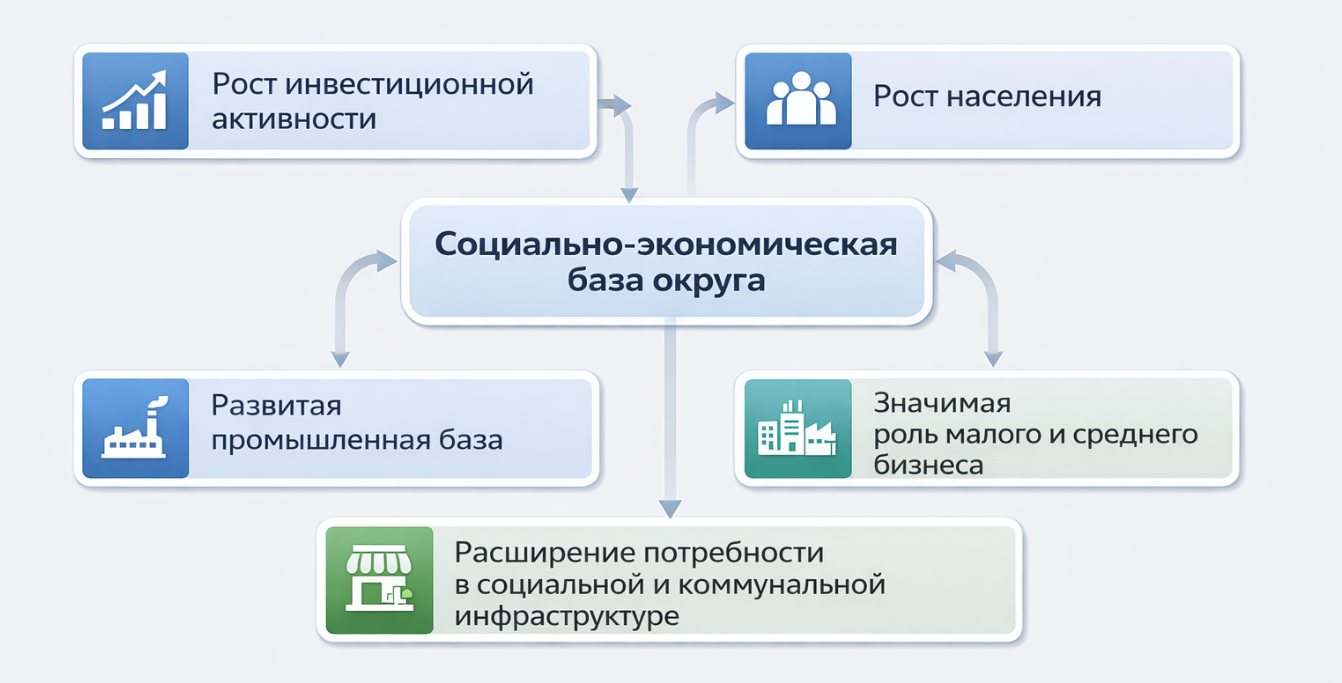 Рост инвестиционной
активности
Рост населения
Социально-экономическая
база округа
Развитая
промышленная база
Значимая
роль малого и среднего
бизнеса
Расширение потребности
в социальной и коммунальной
инфраструктуре